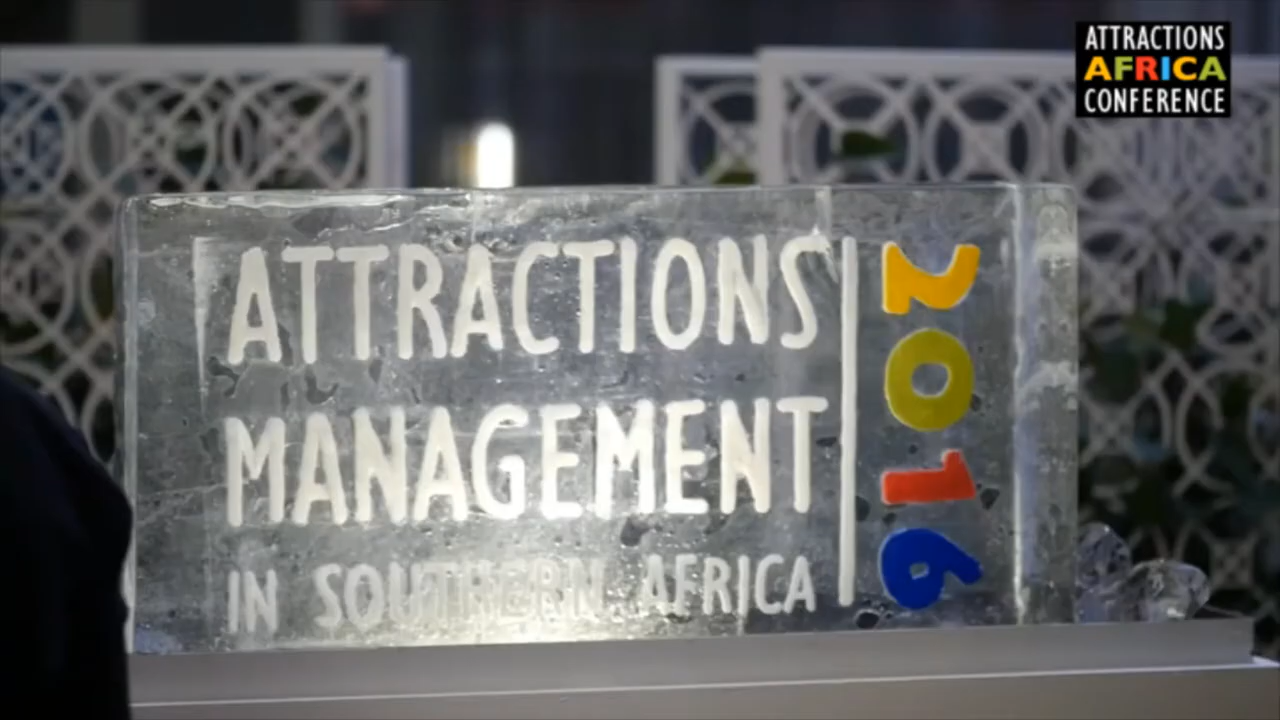 ATTRACTIONS
AFRICA
CONFERENCE
ATTRACTIONS
MANAGEMENT
IN SOUTHERN AFRICA
2016